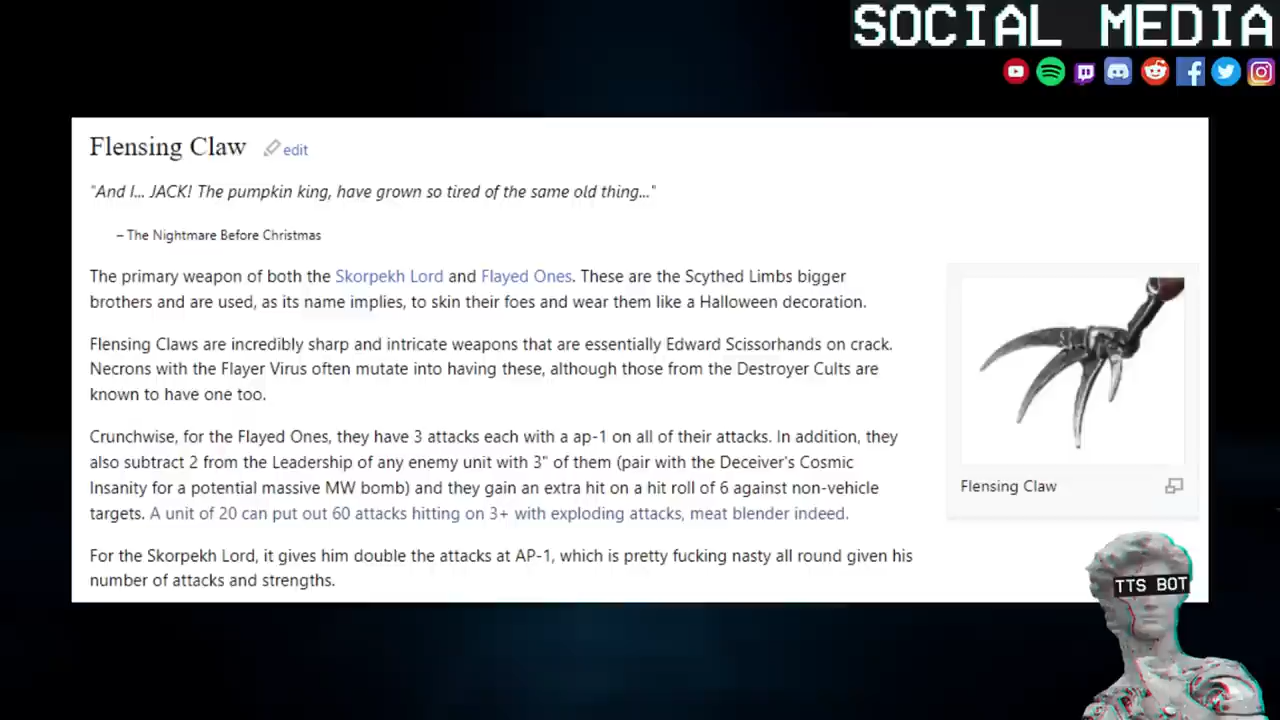 SOCIAL MEDIA
Flensing Claw edit
"And I... JACK! The pumpkin king, have grown so tired of the same old thing..."
– The Nightmare Before Christmas
The primary weapon of both the Skorpekh Lord and Flayed Ones. These are the Scythed Limbs bigger
brothers and are used, as its name implies, to skin their foes and wear them like a Halloween decoration.
Flensing Claws are incredibly sharp and intricate weapons that are essentially Edward Scissorhands on crack.
Necrons with the Flayer Virus often mutate into having these, although those from the Destroyer Cults are
known to have one too.
Crunchwise, for the Flayed Ones, they have 3 attacks each with a ap-1 on all of their attacks. In addition, they
also subtract 2 from the Leadership of any enemy unit with 3" of them (pair with the Deceiver's Cosmic
Insanity for a potential massive MW bomb) and they gain an extra hit on a hit roll of 6 against non-vehicle
targets. A unit of 20 can put out 60 attacks hitting on 3+ with exploding attacks, meat blender indeed.
For the Skorpekh Lord, it gives him double the attacks at AP-1, which is pretty fucking nasty all round given his
number of attacks and strengths.
Flensing Claw
TTS BOT